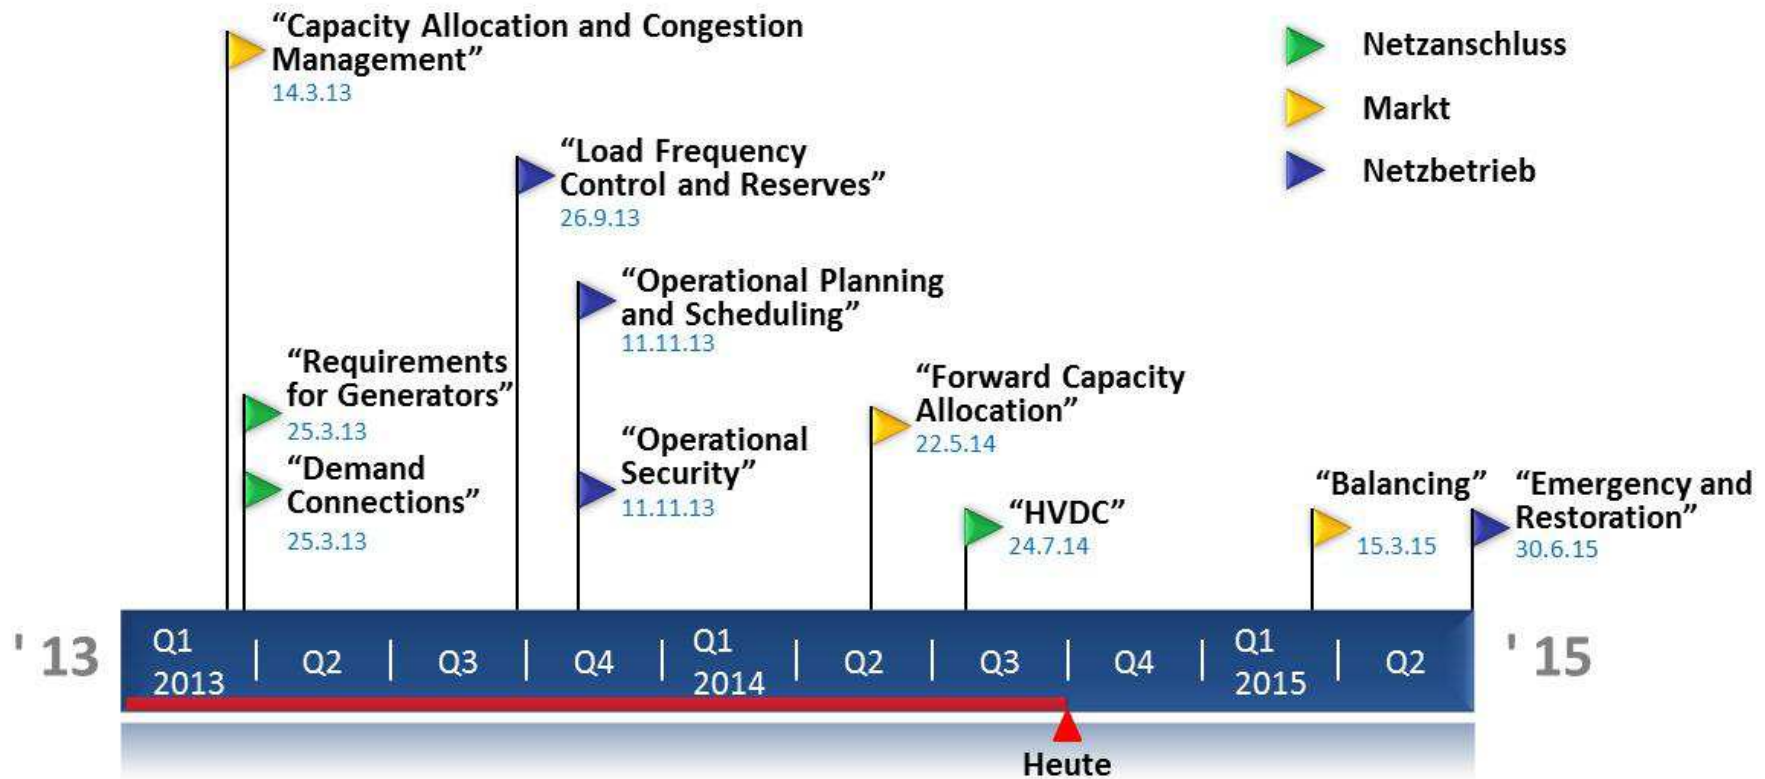 “Capacity Allocation and Congestion
Management”
14.3.13
Netzanschluss
Markt
Netzbetrieb
“Load Frequency
Control and Reserves”
26.9.13
“Operational Planning
and Scheduling”
11.11.13
“Requirements
for Generators”
25.3.13
“Demand
Connections”
25.3.13
“Operational
Security”
11.11.13
“Forward Capacity
Allocation”
22.5.14
“HVDC”
24.7.14
“Balancing”
15.3.15
“Emergency and
Restoration”
30.6.15
' 13
Q1
2013
Q2
Q3
Q4
Q1
2014
Q2
Q3
Q4
Q1
2015
Q2
' 15
Heute